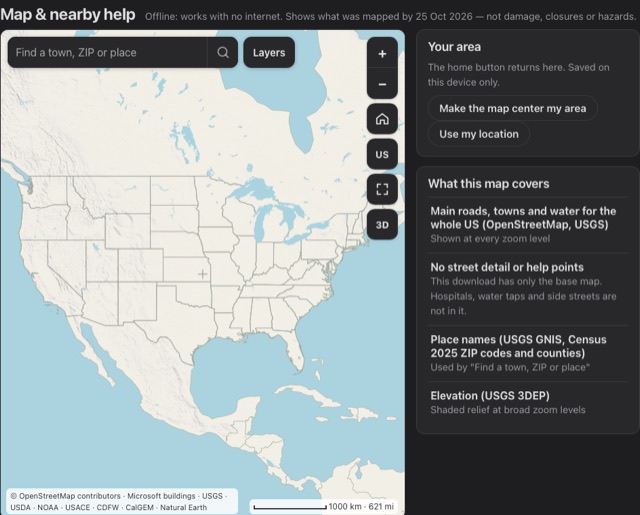 Map & nearby help Offline: works with no internet. Shows what was mapped by 25 Oct 2026 — not damage, closures or hazards.
Find a town, ZIP or place
Layers
+
−
US
3D
© OpenStreetMap contributors · Microsoft buildings · USGS ·
USDA · NOAA · USACE · CDFW · CalGEM · Natural Earth
1000 km · 621 mi
Your area
The home button returns here. Saved on
this device only.
Make the map center my area
Use my location
What this map covers
Main roads, towns and water for the
whole US (OpenStreetMap, USGS)
Shown at every zoom level
No street detail or help points
This download has only the base map.
Hospitals, water taps and side streets are
not in it.
Place names (USGS GNIS, Census
2025 ZIP codes and counties)
Used by "Find a town, ZIP or place"
Elevation (USGS 3DEP)
Shaded relief at broad zoom levels